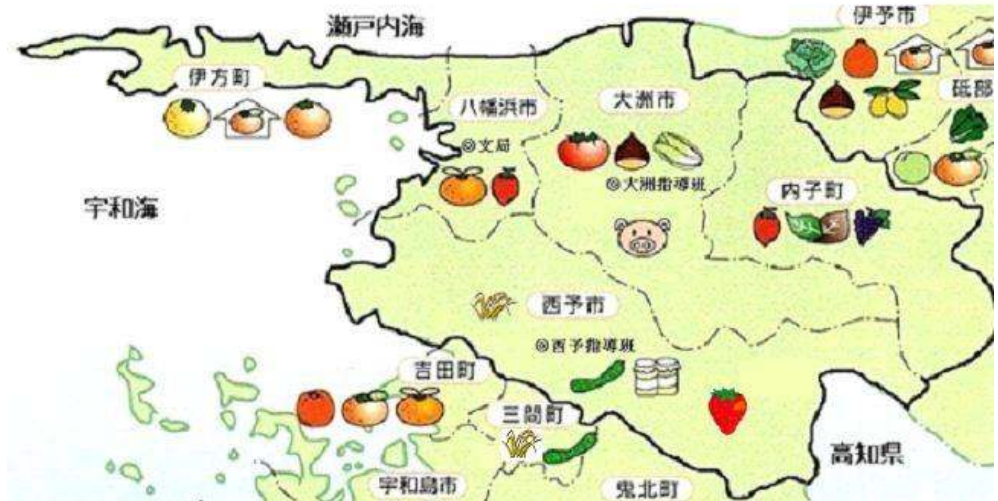 瀬戸内海
伊予市
伊方町
砥部
八幡浜市
大洲市
◎支局
◎大洲指導班
内子町
宇和海
西予市
◎西予指導班
吉田町
三間町
高知県
宇和島市
鬼北町